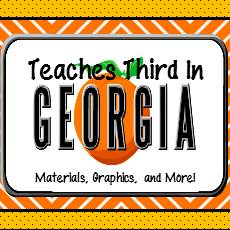 Teaches Third In
GEORGIA
Materials, Graphics, and More!